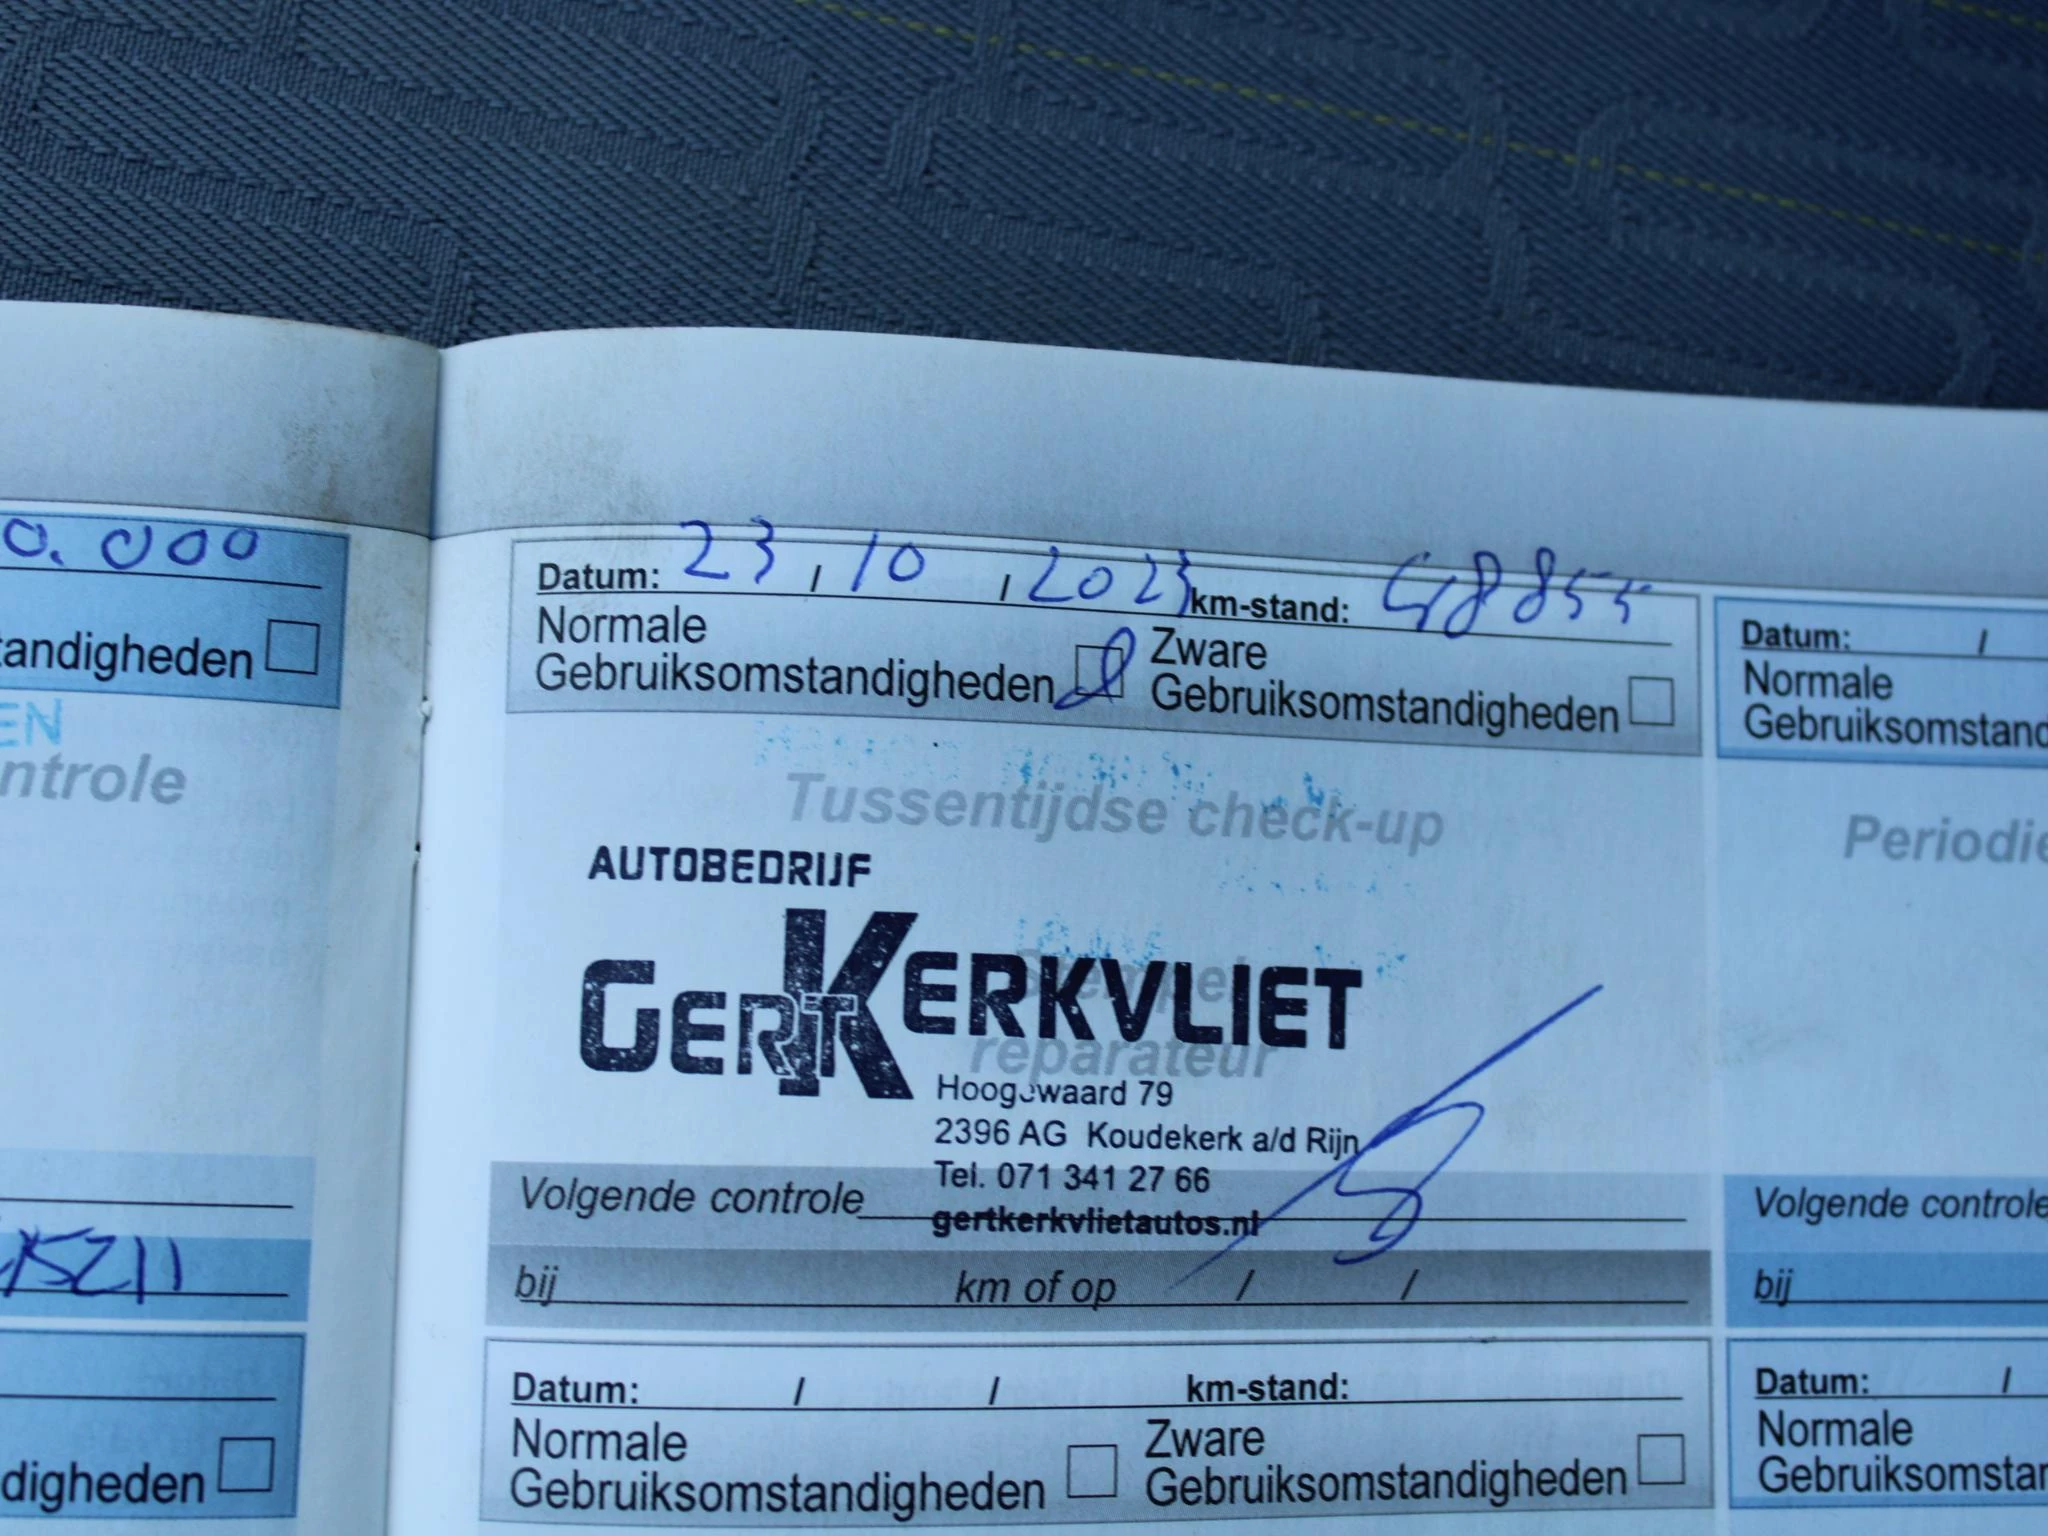 0.000
tandigheden
EN
ntrole
digheden
Datum: 23 / 10 / 2023 km-stand: 48855
Normale
Gebruiksomstandigheden
Zware
Gebruiksomstandigheden
Tussentijdse check-up
AUTOBEDRIJF
GERT KERKVLIET
Stempel
reparateur
Hoogewaard 79
2396 AG Koudekerk a/d Rijn
Tel. 071 341 27 66
gertkerkvlietautos.nl
Volgende controle
bij km of op / /
Datum: / / km-stand:
Normale
Gebruiksomstandigheden
Zware
Gebruiksomstandigheden
Datum: /
Normale
Gebruiksomstand
Periodie
Volgende controle
bij
Datum: /
Normale
Gebruiksomstan